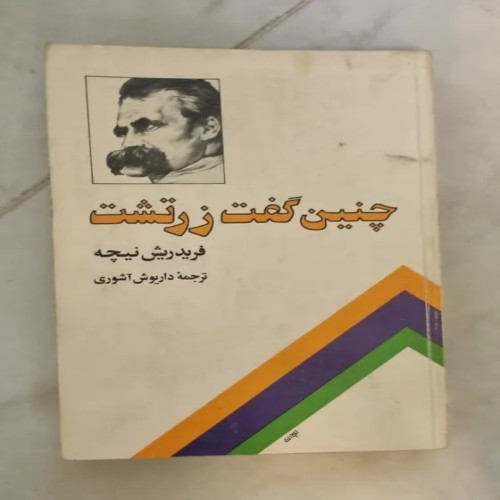 چنین گفت زرتشت
فریدریش نیچه
ترجمهٔ داریوش آشوری